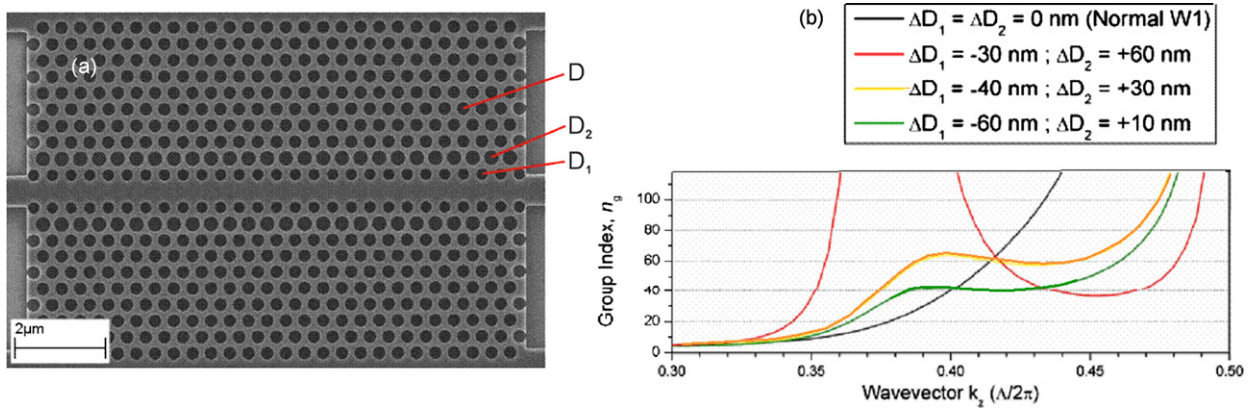 (a)
D
D₂
D₁
2µm
(b)
ΔD₁ = ΔD₂ = 0 nm (Normal W1)
ΔD₁ = -30 nm ; ΔD₂ = +60 nm
ΔD₁ = -40 nm ; ΔD₂ = +30 nm
ΔD₁ = -60 nm ; ΔD₂ = +10 nm
Group Index, n_g
100
80
60
40
20
0
0.30 0.35 0.40 0.45 0.50
Wavevector k_z (Λ/2π)